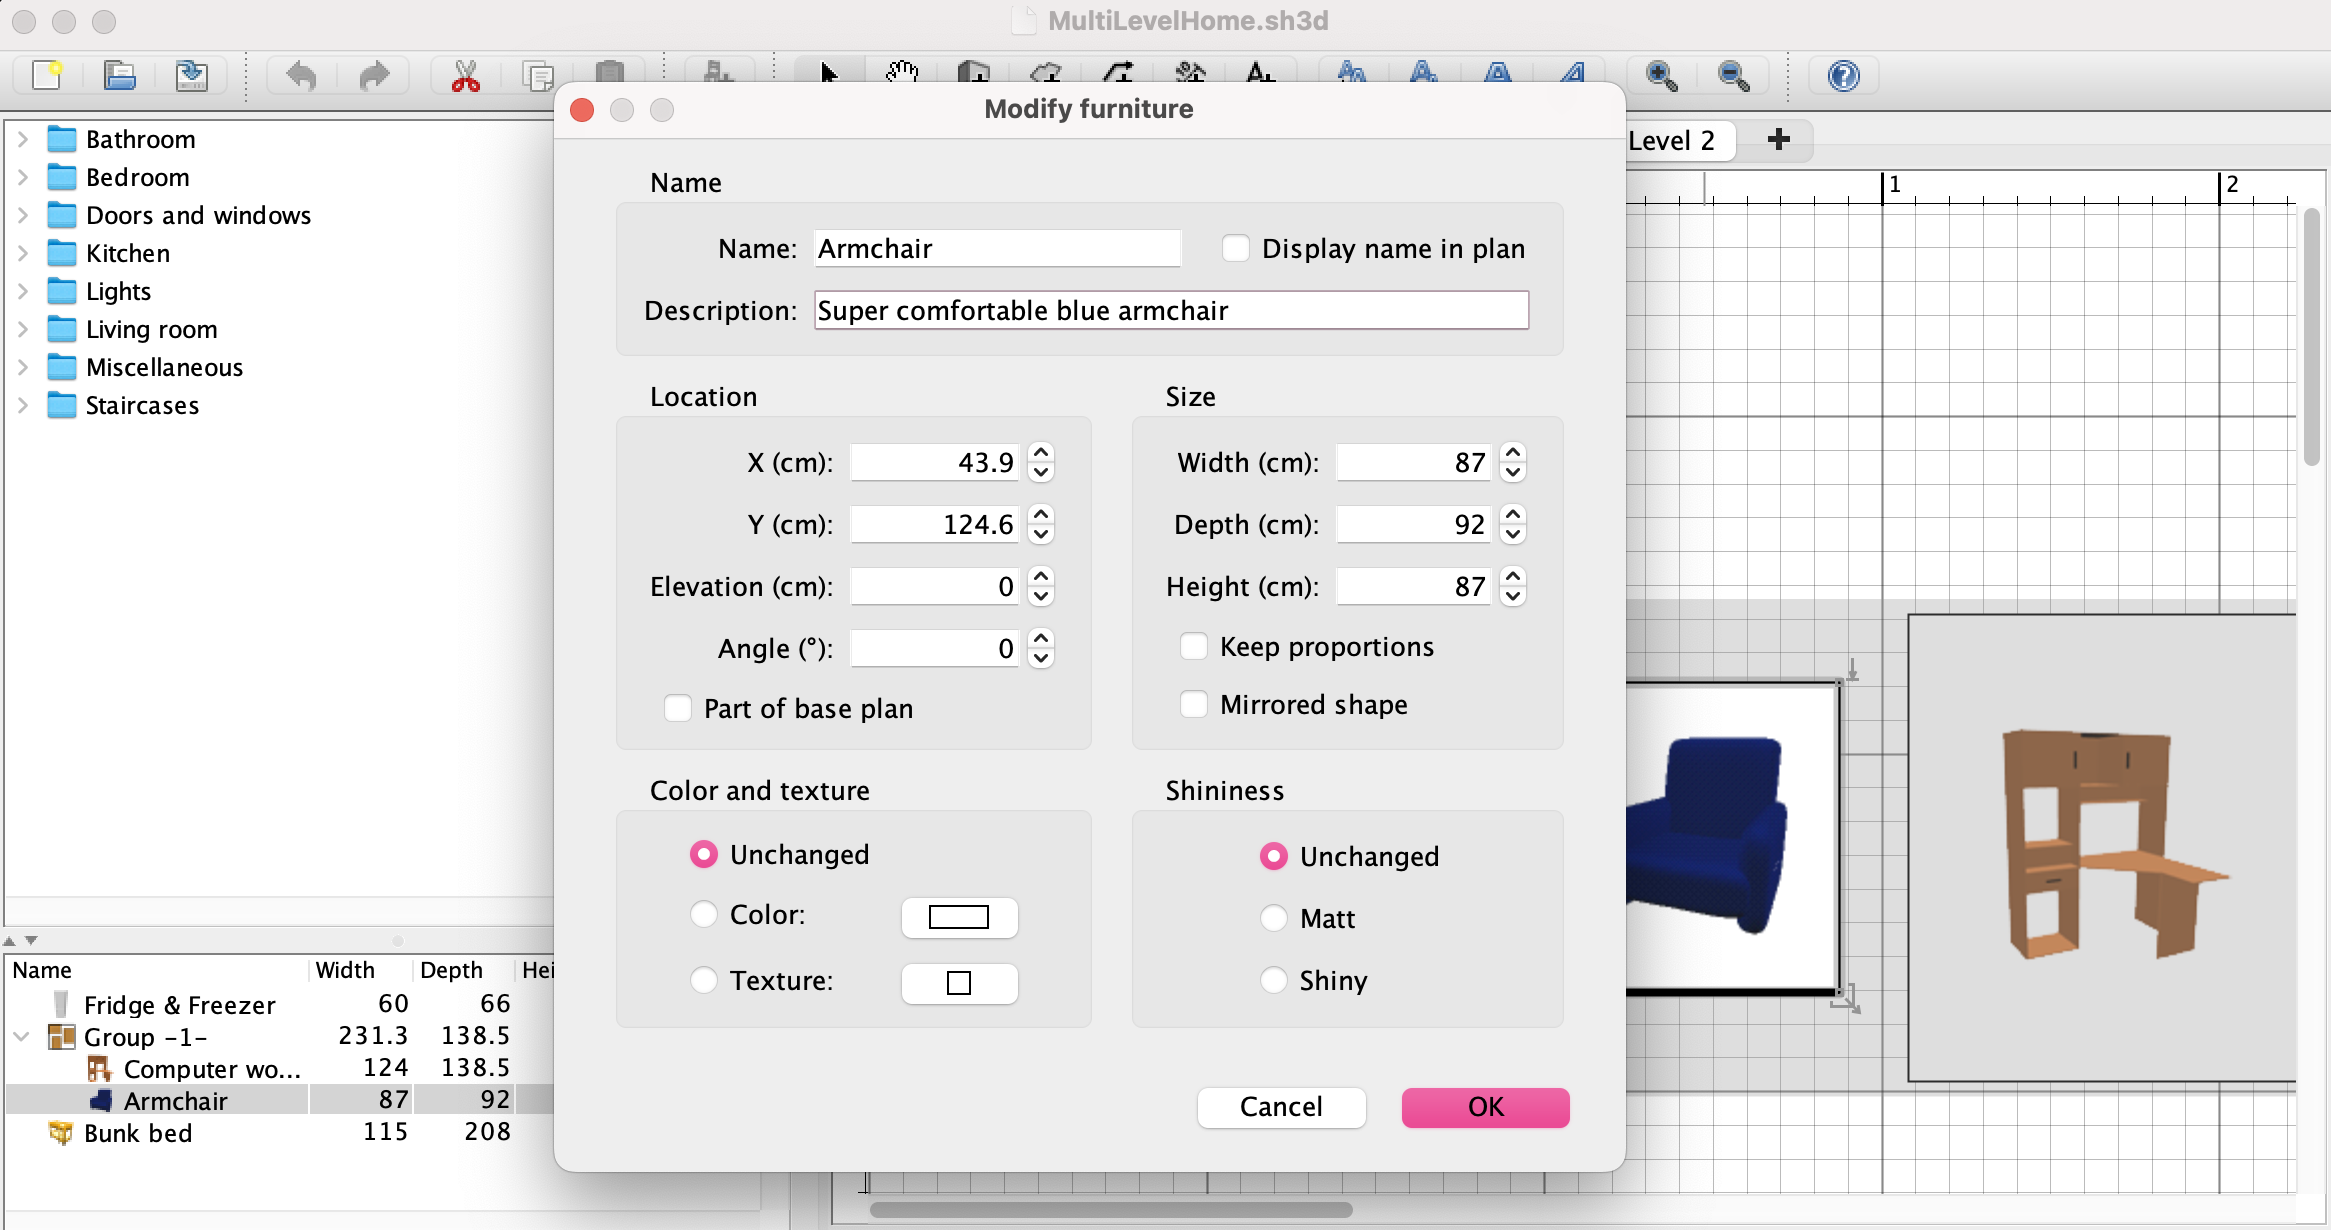 MultiLevelHome.sh3d
Modify furniture
Bathroom
Bedroom
Doors and windows
Kitchen
Lights
Living room
Miscellaneous
Staircases
Level 2
1 2
Name
Name: Armchair Display name in plan
Description: Super comfortable blue armchair
Location
X (cm): 43.9
Y (cm): 124.6
Elevation (cm): 0
Angle (°): 0
Part of base plan
Size
Width (cm): 87
Depth (cm): 92
Height (cm): 87
Keep proportions
Mirrored shape
Color and texture
Unchanged
Color:
Texture:
Shininess
Unchanged
Matt
Shiny
Cancel OK
Name Width Depth Hei
Fridge & Freezer 60 66
Group -1- 231.3 138.5
Computer wo... 124 138.5
Armchair 87 92
Bunk bed 115 208